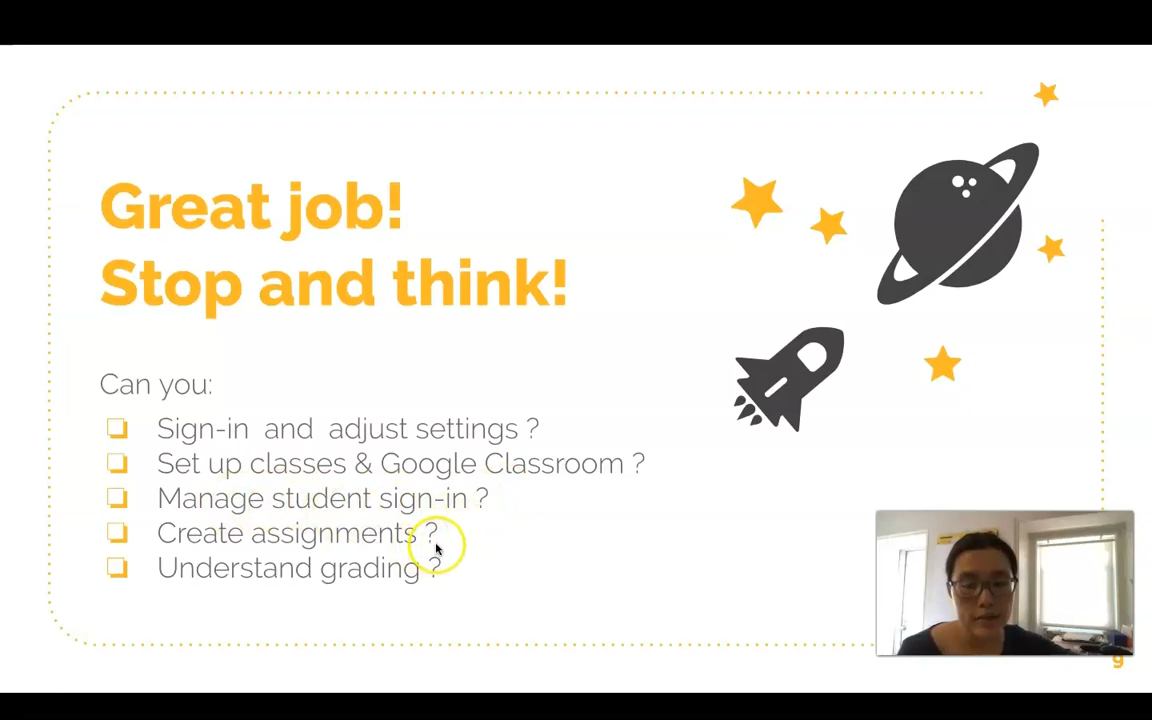 Great job!
Stop and think!
Can you:
Sign-in and adjust settings ?
Set up classes & Google Classroom ?
Manage student sign-in ?
Create assignments ?
Understand grading ?
9